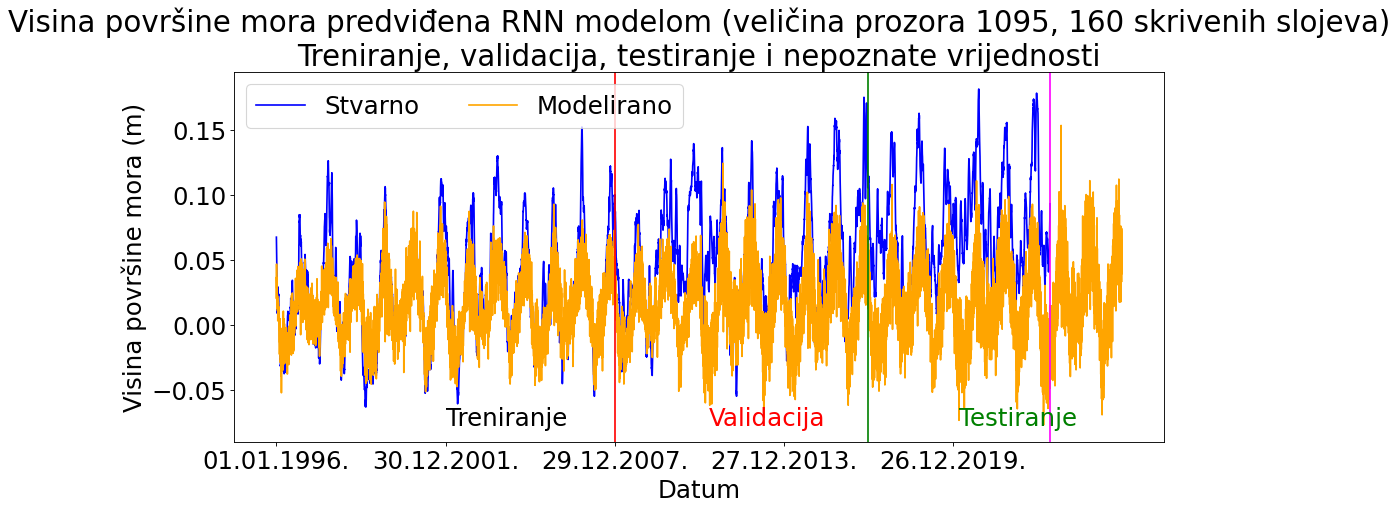 Visina površine mora predviđena RNN modelom (veličina prozora 1095, 160 skrivenih slojeva)
Treniranje, validacija, testiranje i nepoznate vrijednosti
Stvarno
Modelirano
Visina površine mora (m)
0.15
0.10
0.05
0.00
−0.05
Treniranje
Validacija
Testiranje
01.01.1996.
30.12.2001.
29.12.2007.
27.12.2013.
26.12.2019.
Datum